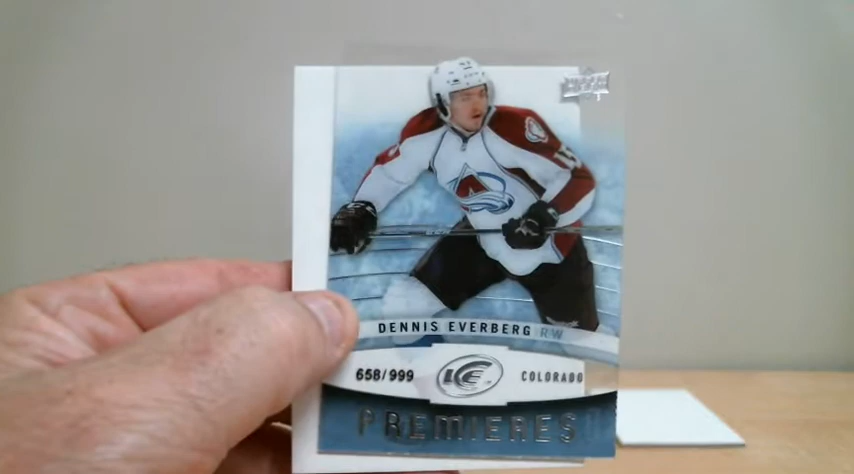 DENNIS EVERBERG RW
658/999
ICE
COLORADO
PREMIERES